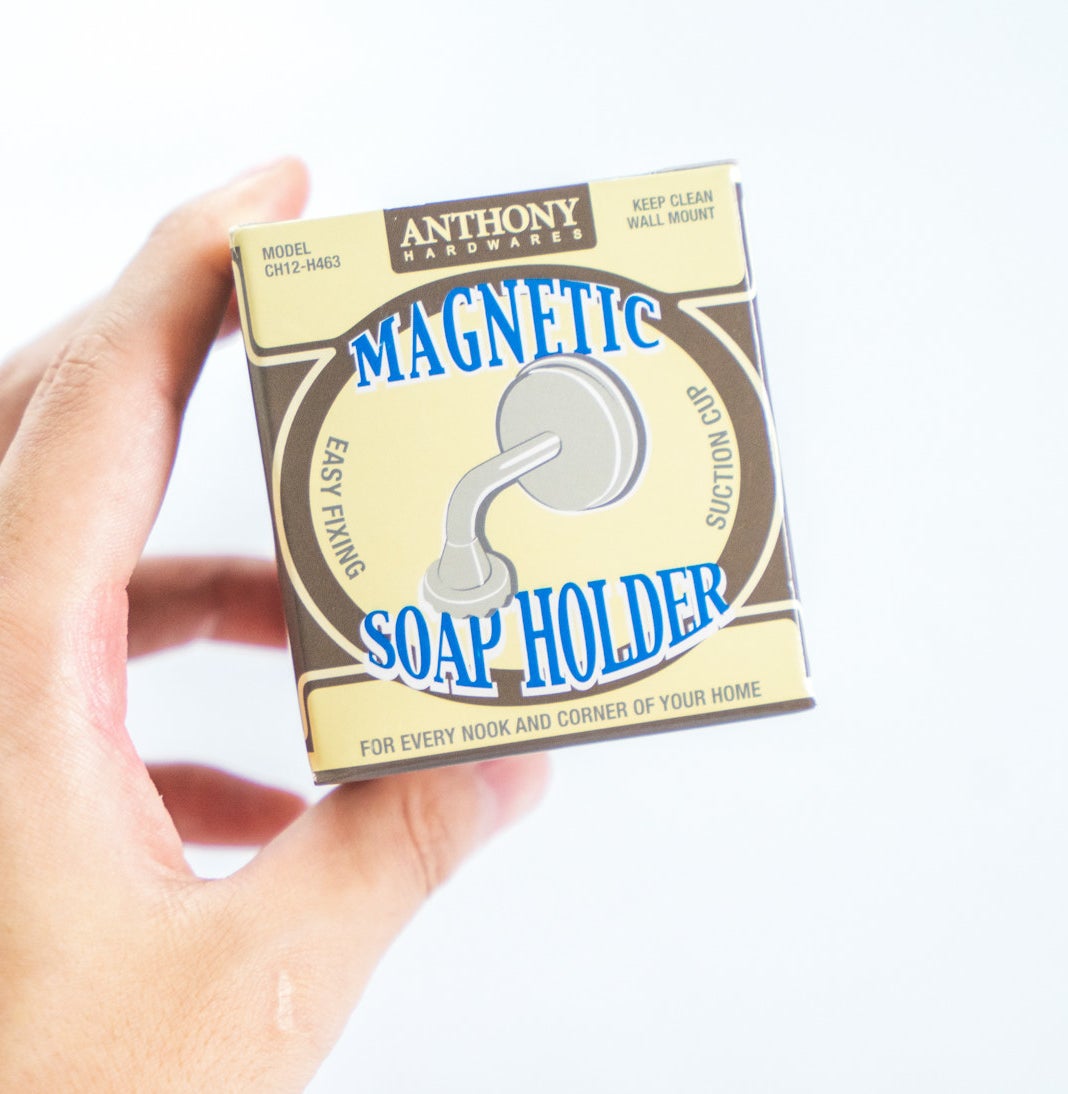 ANTHONY
HARDWARES
MODEL
CH12-H463
KEEP CLEAN
WALL MOUNT
MAGNETIC
EASY FIXING
SUCTION CUP
SOAP HOLDER
FOR EVERY NOOK AND CORNER OF YOUR HOME